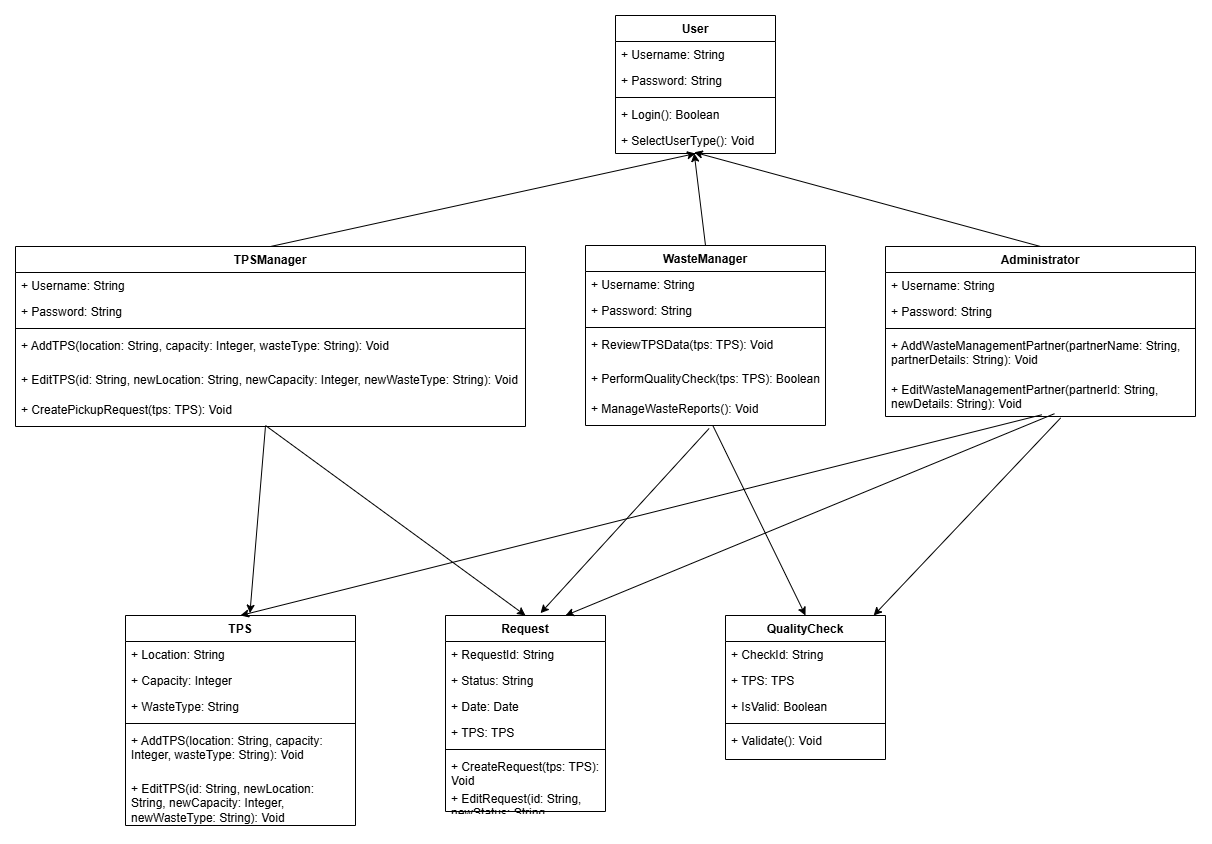 User
+ Username: String
+ Password: String
+ Login(): Boolean
+ SelectUserType(): Void
TPSManager
+ Username: String
+ Password: String
+ AddTPS(location: String, capacity: Integer, wasteType: String): Void
+ EditTPS(id: String, newLocation: String, newCapacity: Integer, newWasteType: String): Void
+ CreatePickupRequest(tps: TPS): Void
WasteManager
+ Username: String
+ Password: String
+ ReviewTPSData(tps: TPS): Void
+ PerformQualityCheck(tps: TPS): Boolean
+ ManageWasteReports(): Void
Administrator
+ Username: String
+ Password: String
+ AddWasteManagementPartner(partnerName: String,
partnerDetails: String): Void
+ EditWasteManagementPartner(partnerId: String,
newDetails: String): Void
TPS
+ Location: String
+ Capacity: Integer
+ WasteType: String
+ AddTPS(location: String, capacity:
Integer, wasteType: String): Void
+ EditTPS(id: String, newLocation:
String, newCapacity: Integer,
newWasteType: String): Void
Request
+ RequestId: String
+ Status: String
+ Date: Date
+ TPS: TPS
+ CreateRequest(tps: TPS):
Void
+ EditRequest(id: String,
newStatus: String
QualityCheck
+ CheckId: String
+ TPS: TPS
+ IsValid: Boolean
+ Validate(): Void